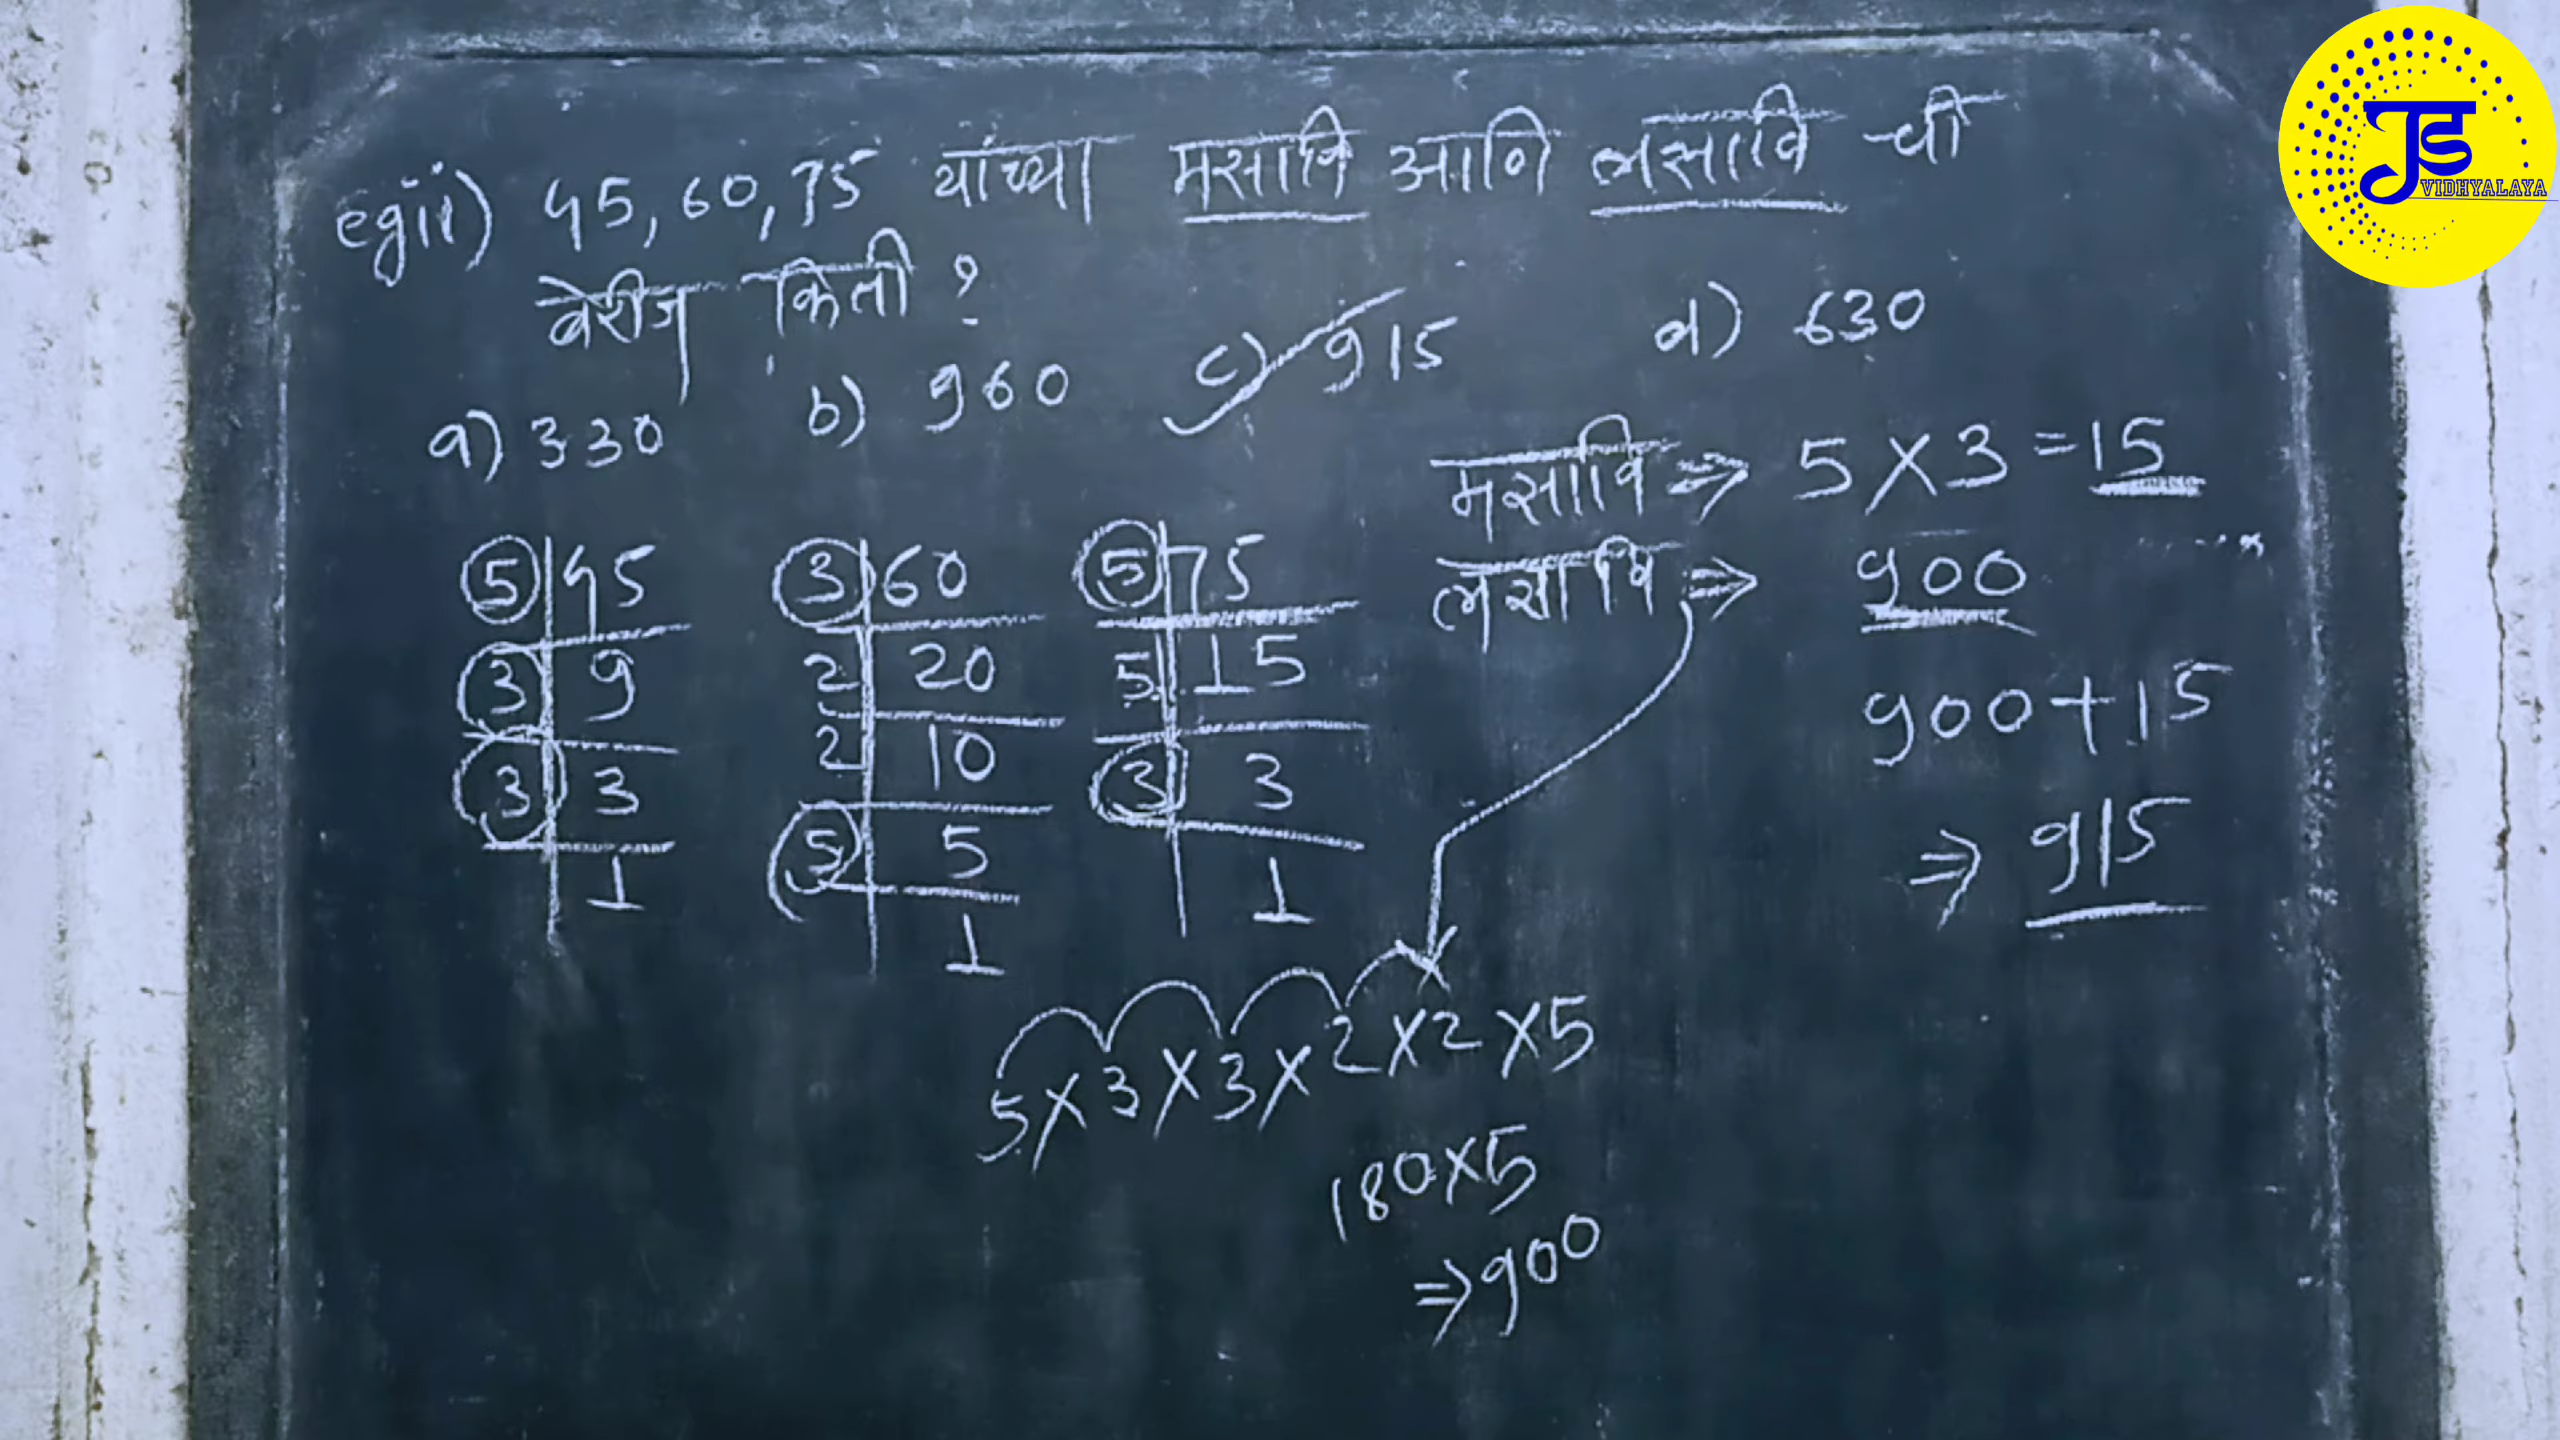 egii) 45, 60, 75 यांच्या मसावि आणि लसावि ची
बेरीज किती ?
a) 330 b) 960 c) 915 d) 630
मसावि ⇒ 5 X 3 = 15
लसावि ⇒ 900
900 + 15
⇒ 915
5 45
3 9
3 3
1
3 60
2 20
2 10
5 5
1
5 75
5 15
3 3
1
5 X 3 X 3 X 2 X 2 X 5
180 X 5
⇒ 900
JS
VIDHYALAYA